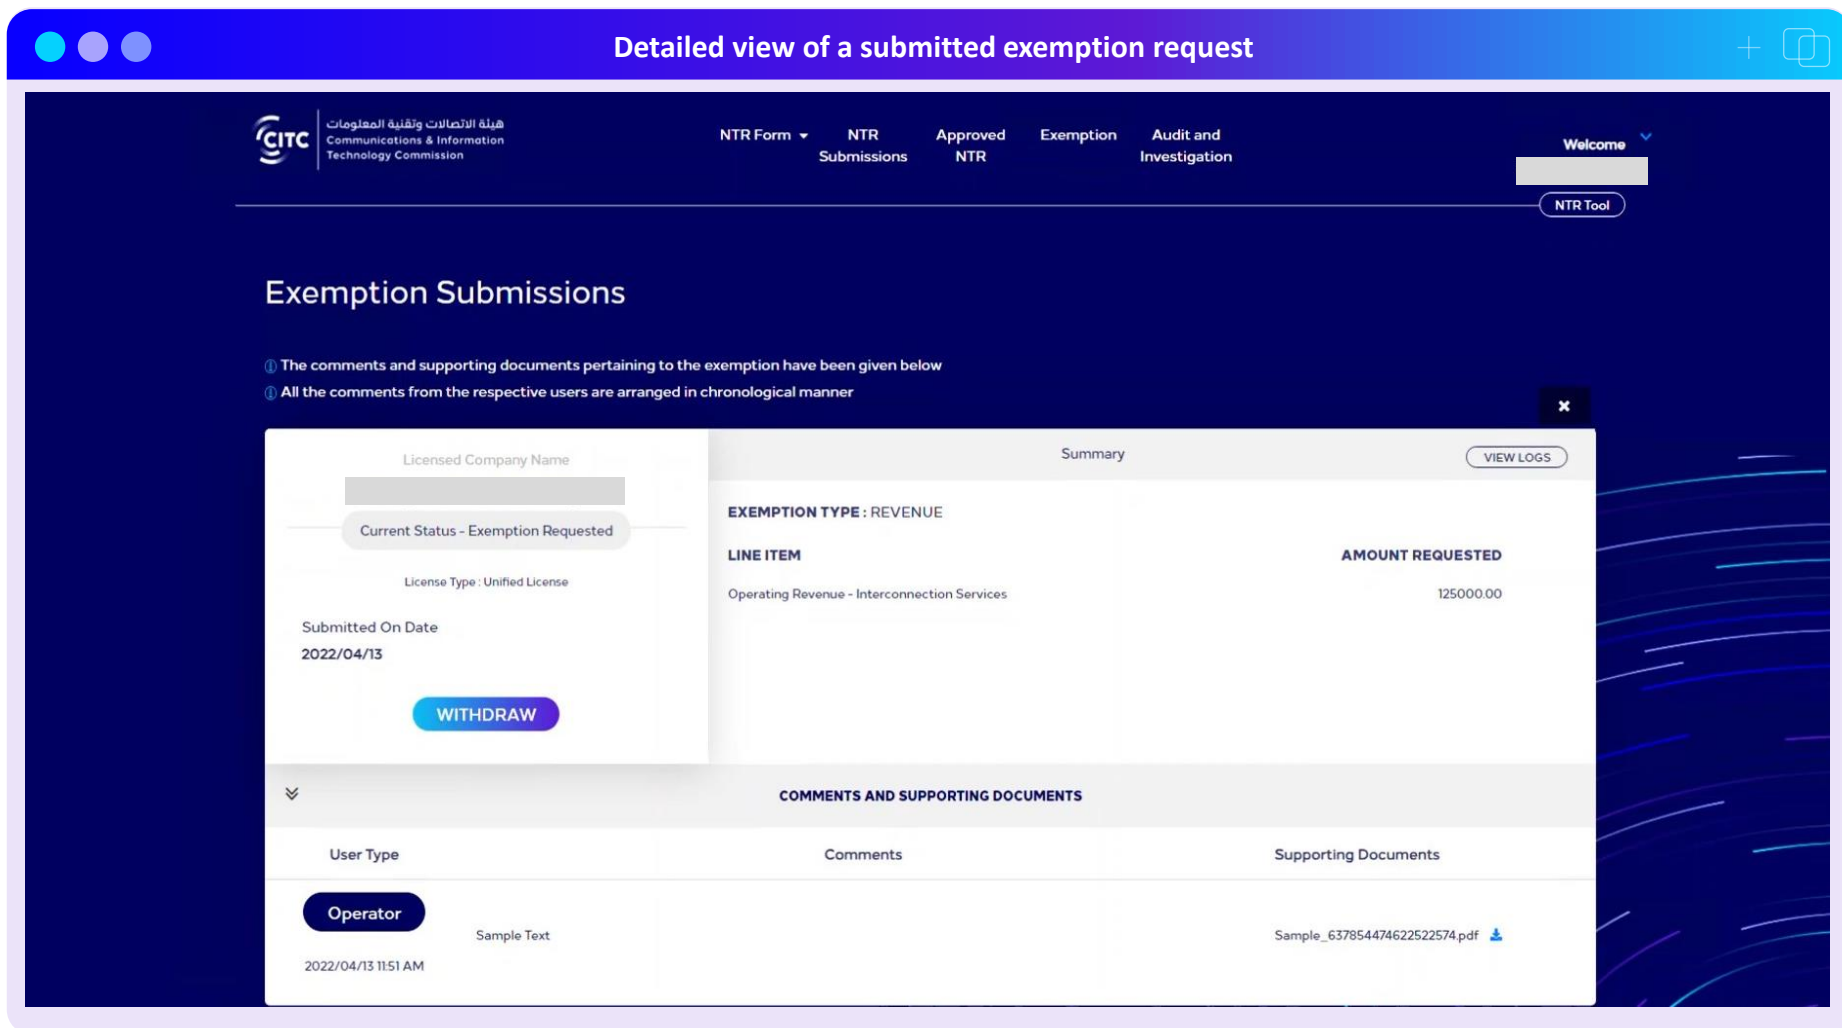 Detailed view of a submitted exemption request
CITC
هيئة الاتصالات وتقنية المعلومات
Communications & Information
Technology Commission
NTR Form
NTR
Submissions
Approved
NTR
Exemption
Audit and
Investigation
Welcome
NTR Tool
Exemption Submissions
The comments and supporting documents pertaining to the exemption have been given below
All the comments from the respective users are arranged in chronological manner
Licensed Company Name
Current Status - Exemption Requested
License Type : Unified License
Submitted On Date
2022/04/13
WITHDRAW
Summary
VIEW LOGS
EXEMPTION TYPE : REVENUE
LINE ITEM AMOUNT REQUESTED
Operating Revenue - Interconnection Services 125000.00
COMMENTS AND SUPPORTING DOCUMENTS
User Type Comments Supporting Documents
Operator
Sample Text Sample_637854474622522574.pdf
2022/04/13 11:51 AM